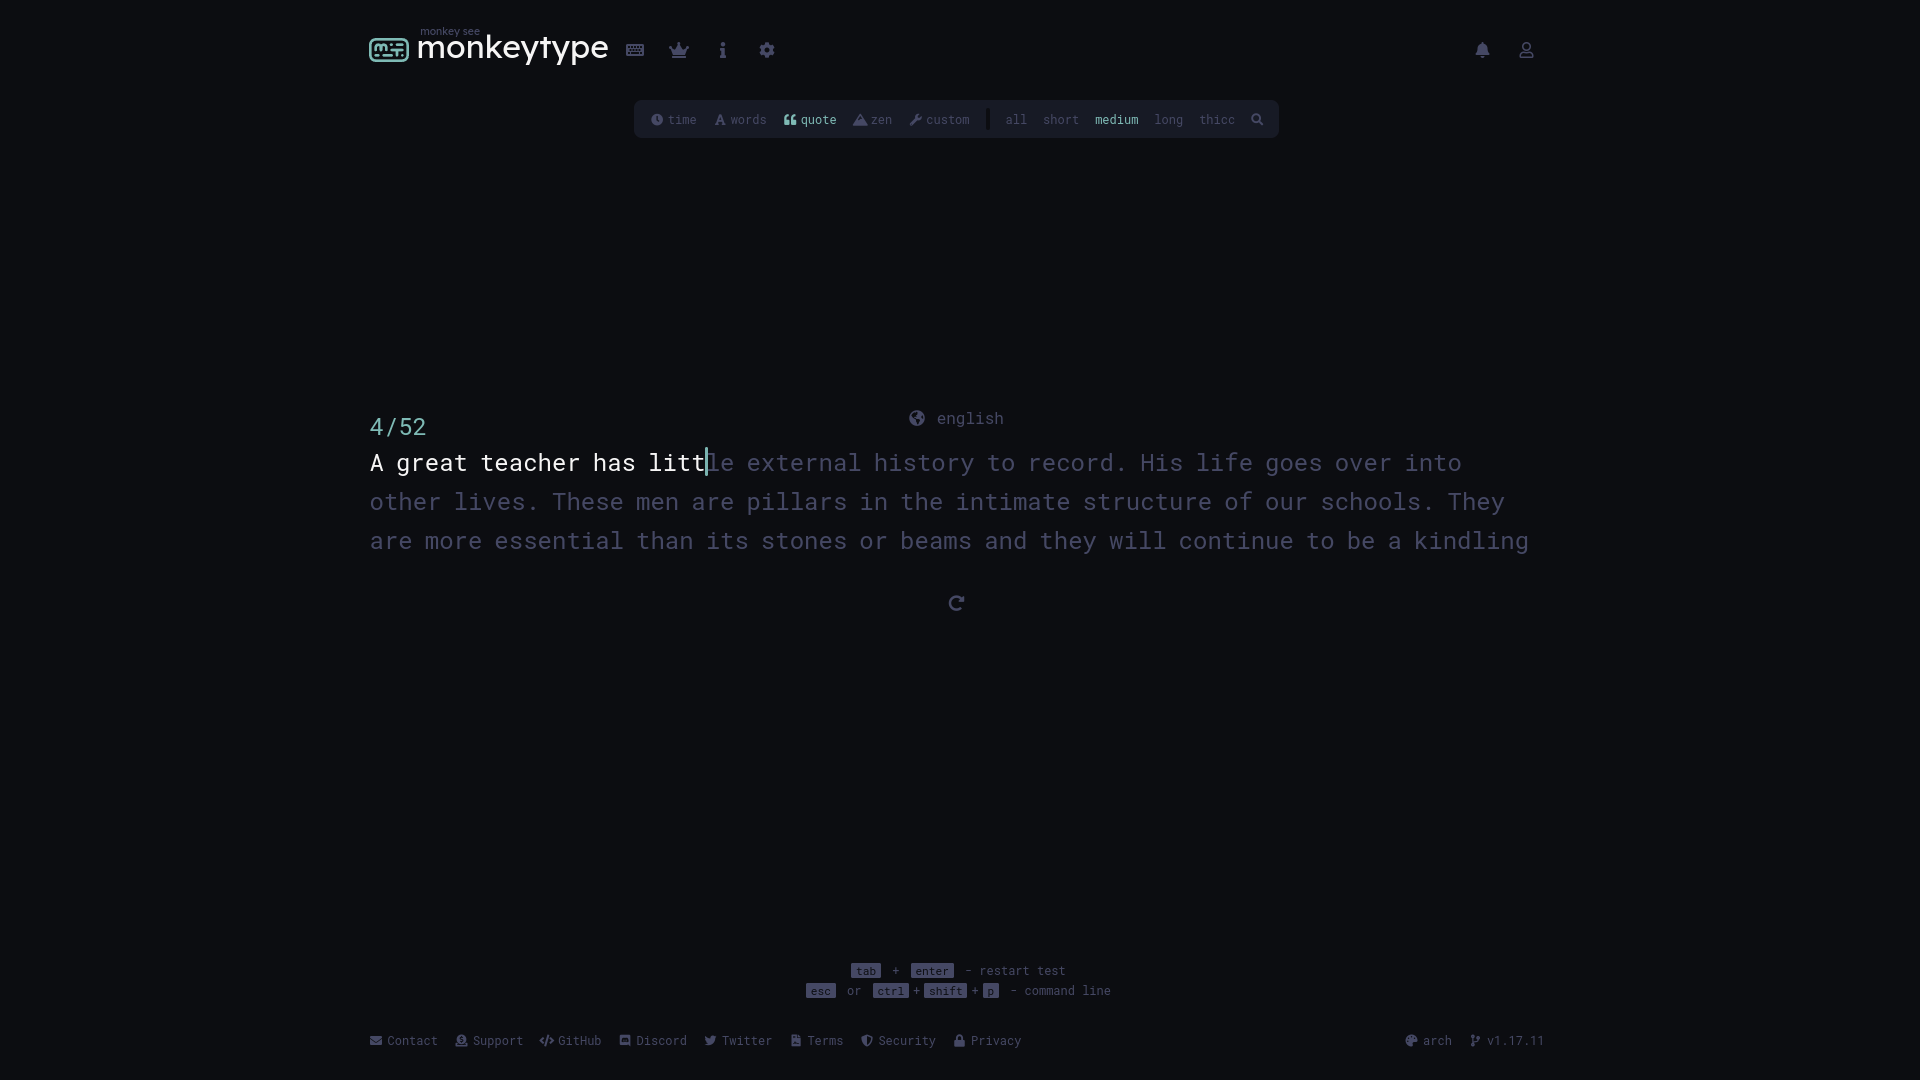 monkey see
monkeytype
time words quote zen custom all short medium long thicc
english
4/52
A great teacher has little external history to record. His life goes over into
other lives. These men are pillars in the intimate structure of our schools. They
are more essential than its stones or beams and they will continue to be a kindling
tab + enter - restart test
esc or ctrl + shift + p - command line
Contact Support GitHub Discord Twitter Terms Security Privacy arch v1.17.11